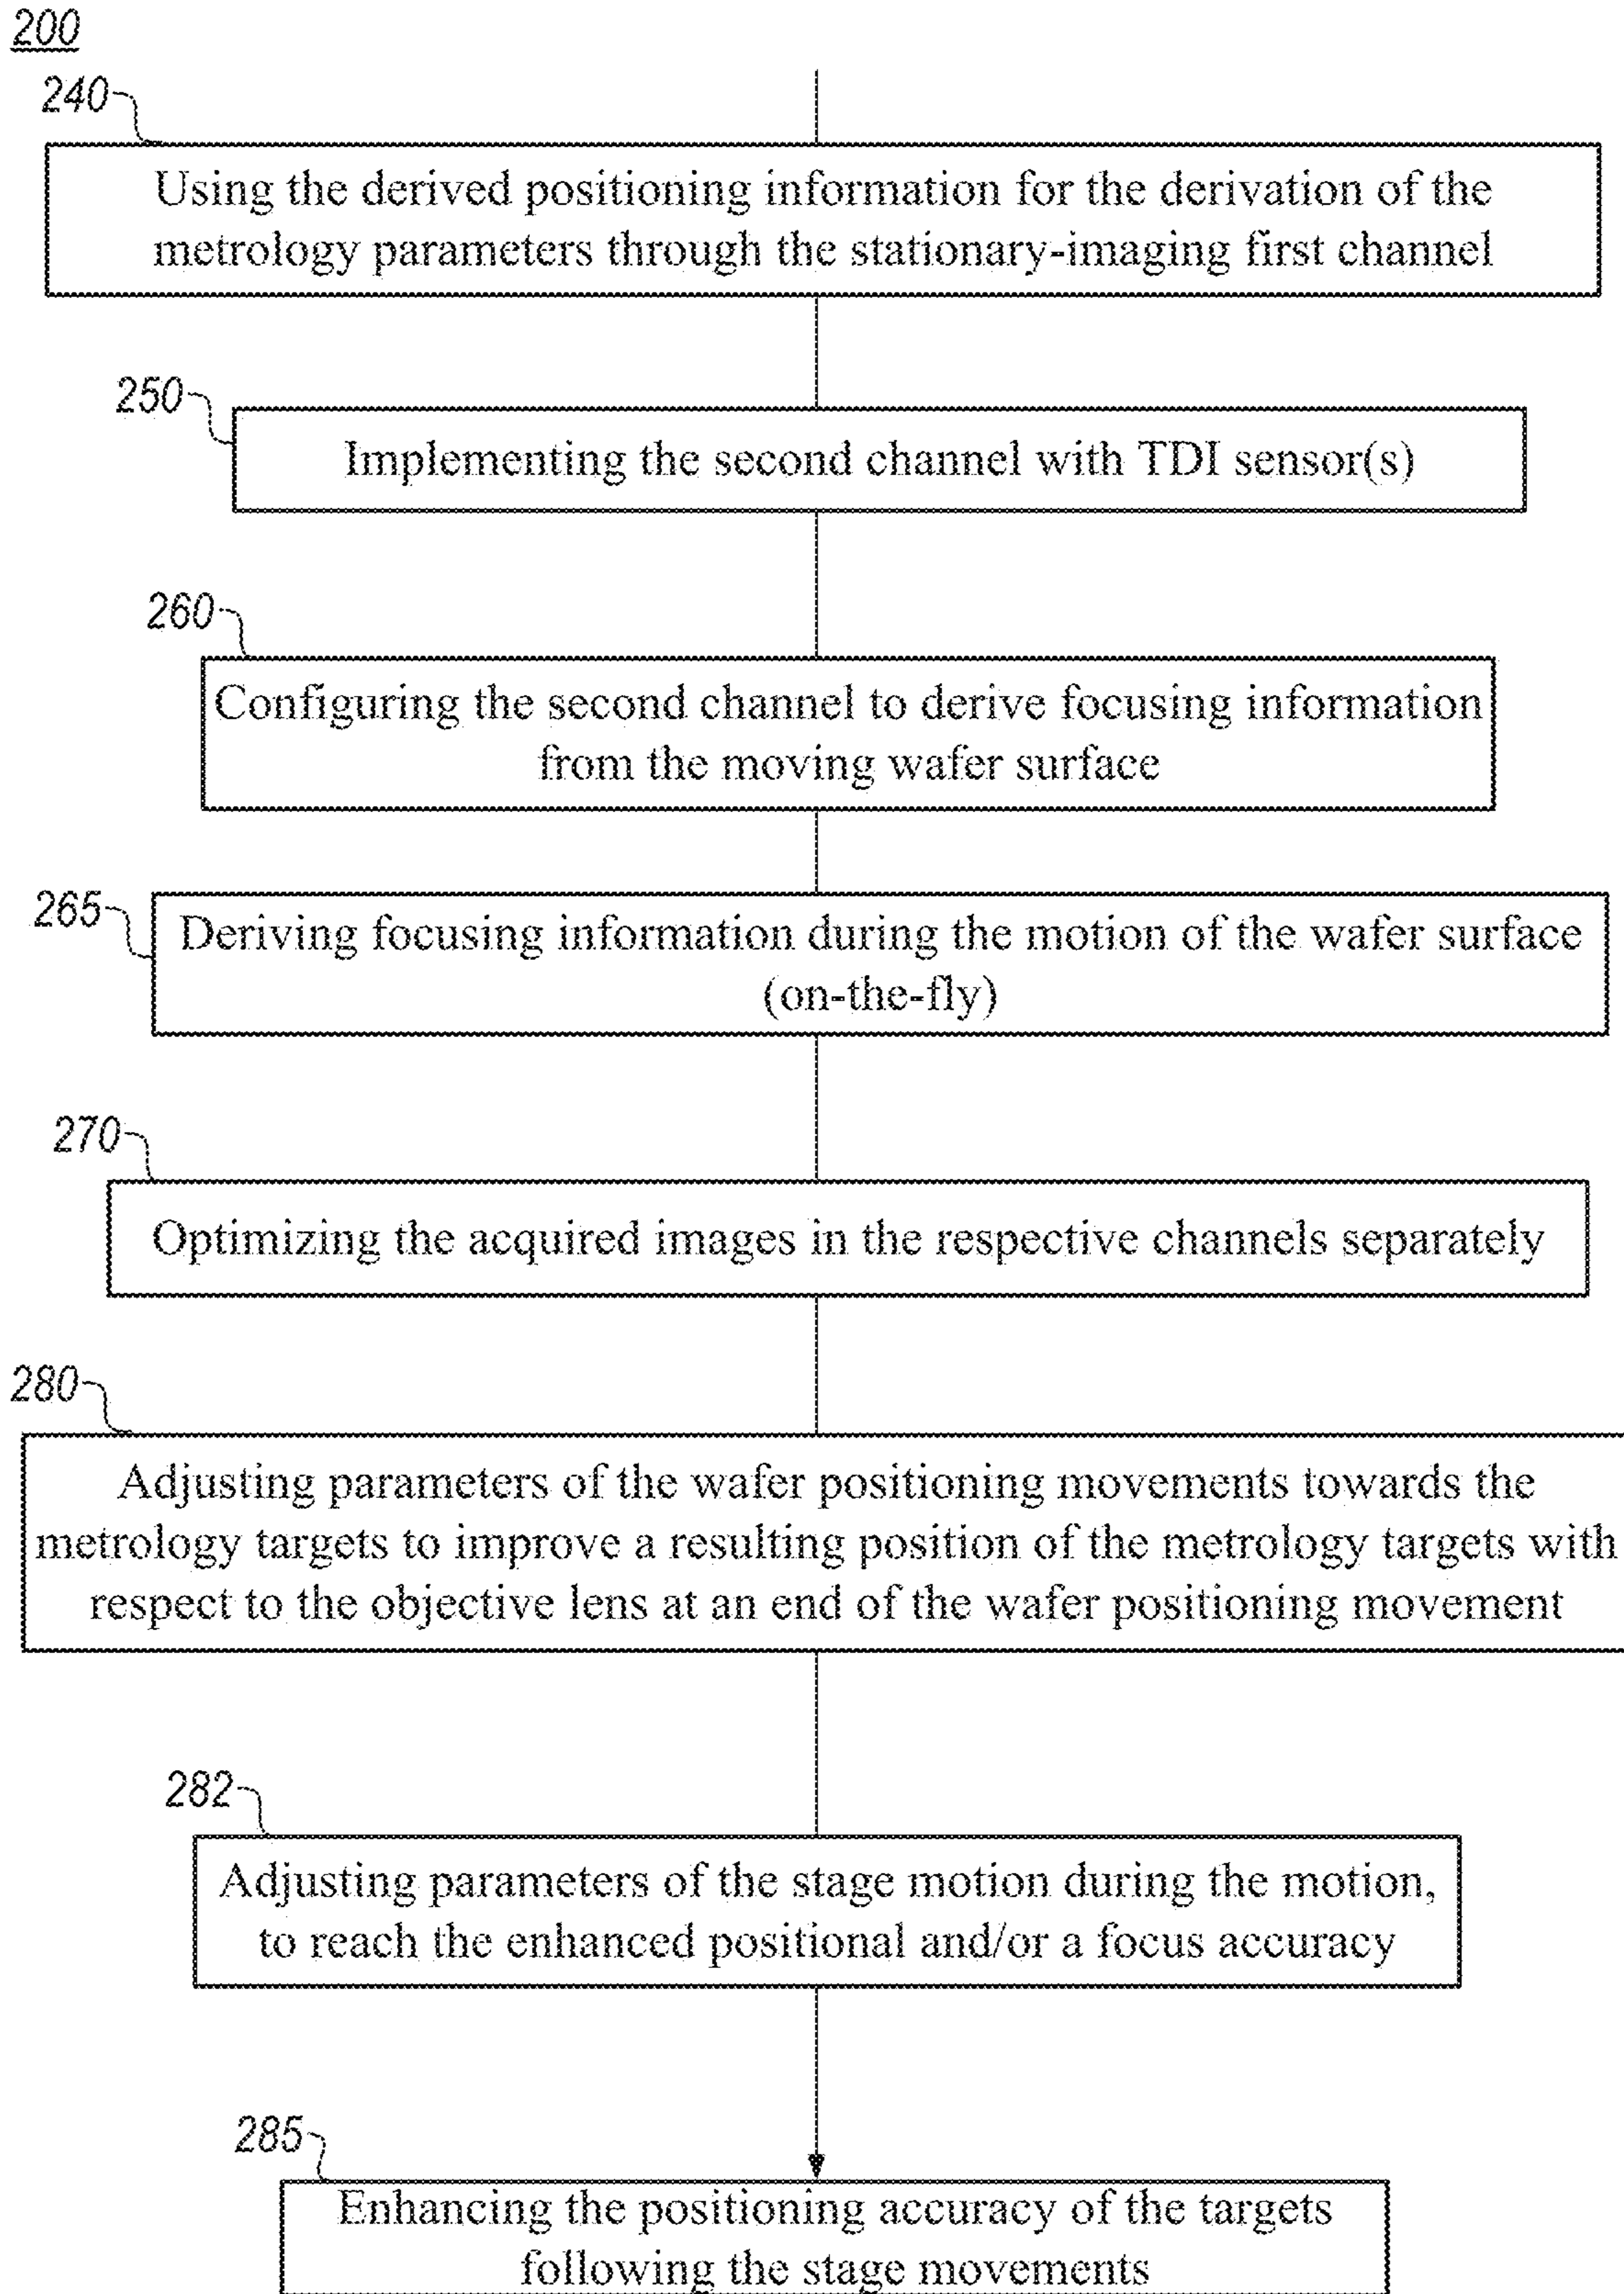 200
240
Using the derived positioning information for the derivation of the
metrology parameters through the stationary-imaging first channel
250
Implementing the second channel with TDI sensor(s)
260
Configuring the second channel to derive focusing information
from the moving wafer surface
265
Deriving focusing information during the motion of the wafer surface
(on-the-fly)
270
Optimizing the acquired images in the respective channels separately
280
Adjusting parameters of the wafer positioning movements towards the
metrology targets to improve a resulting position of the metrology targets with
respect to the objective lens at an end of the wafer positioning movement
282
Adjusting parameters of the stage motion during the motion,
to reach the enhanced positional and/or a focus accuracy
285
Enhancing the positioning accuracy of the targets
following the stage movements